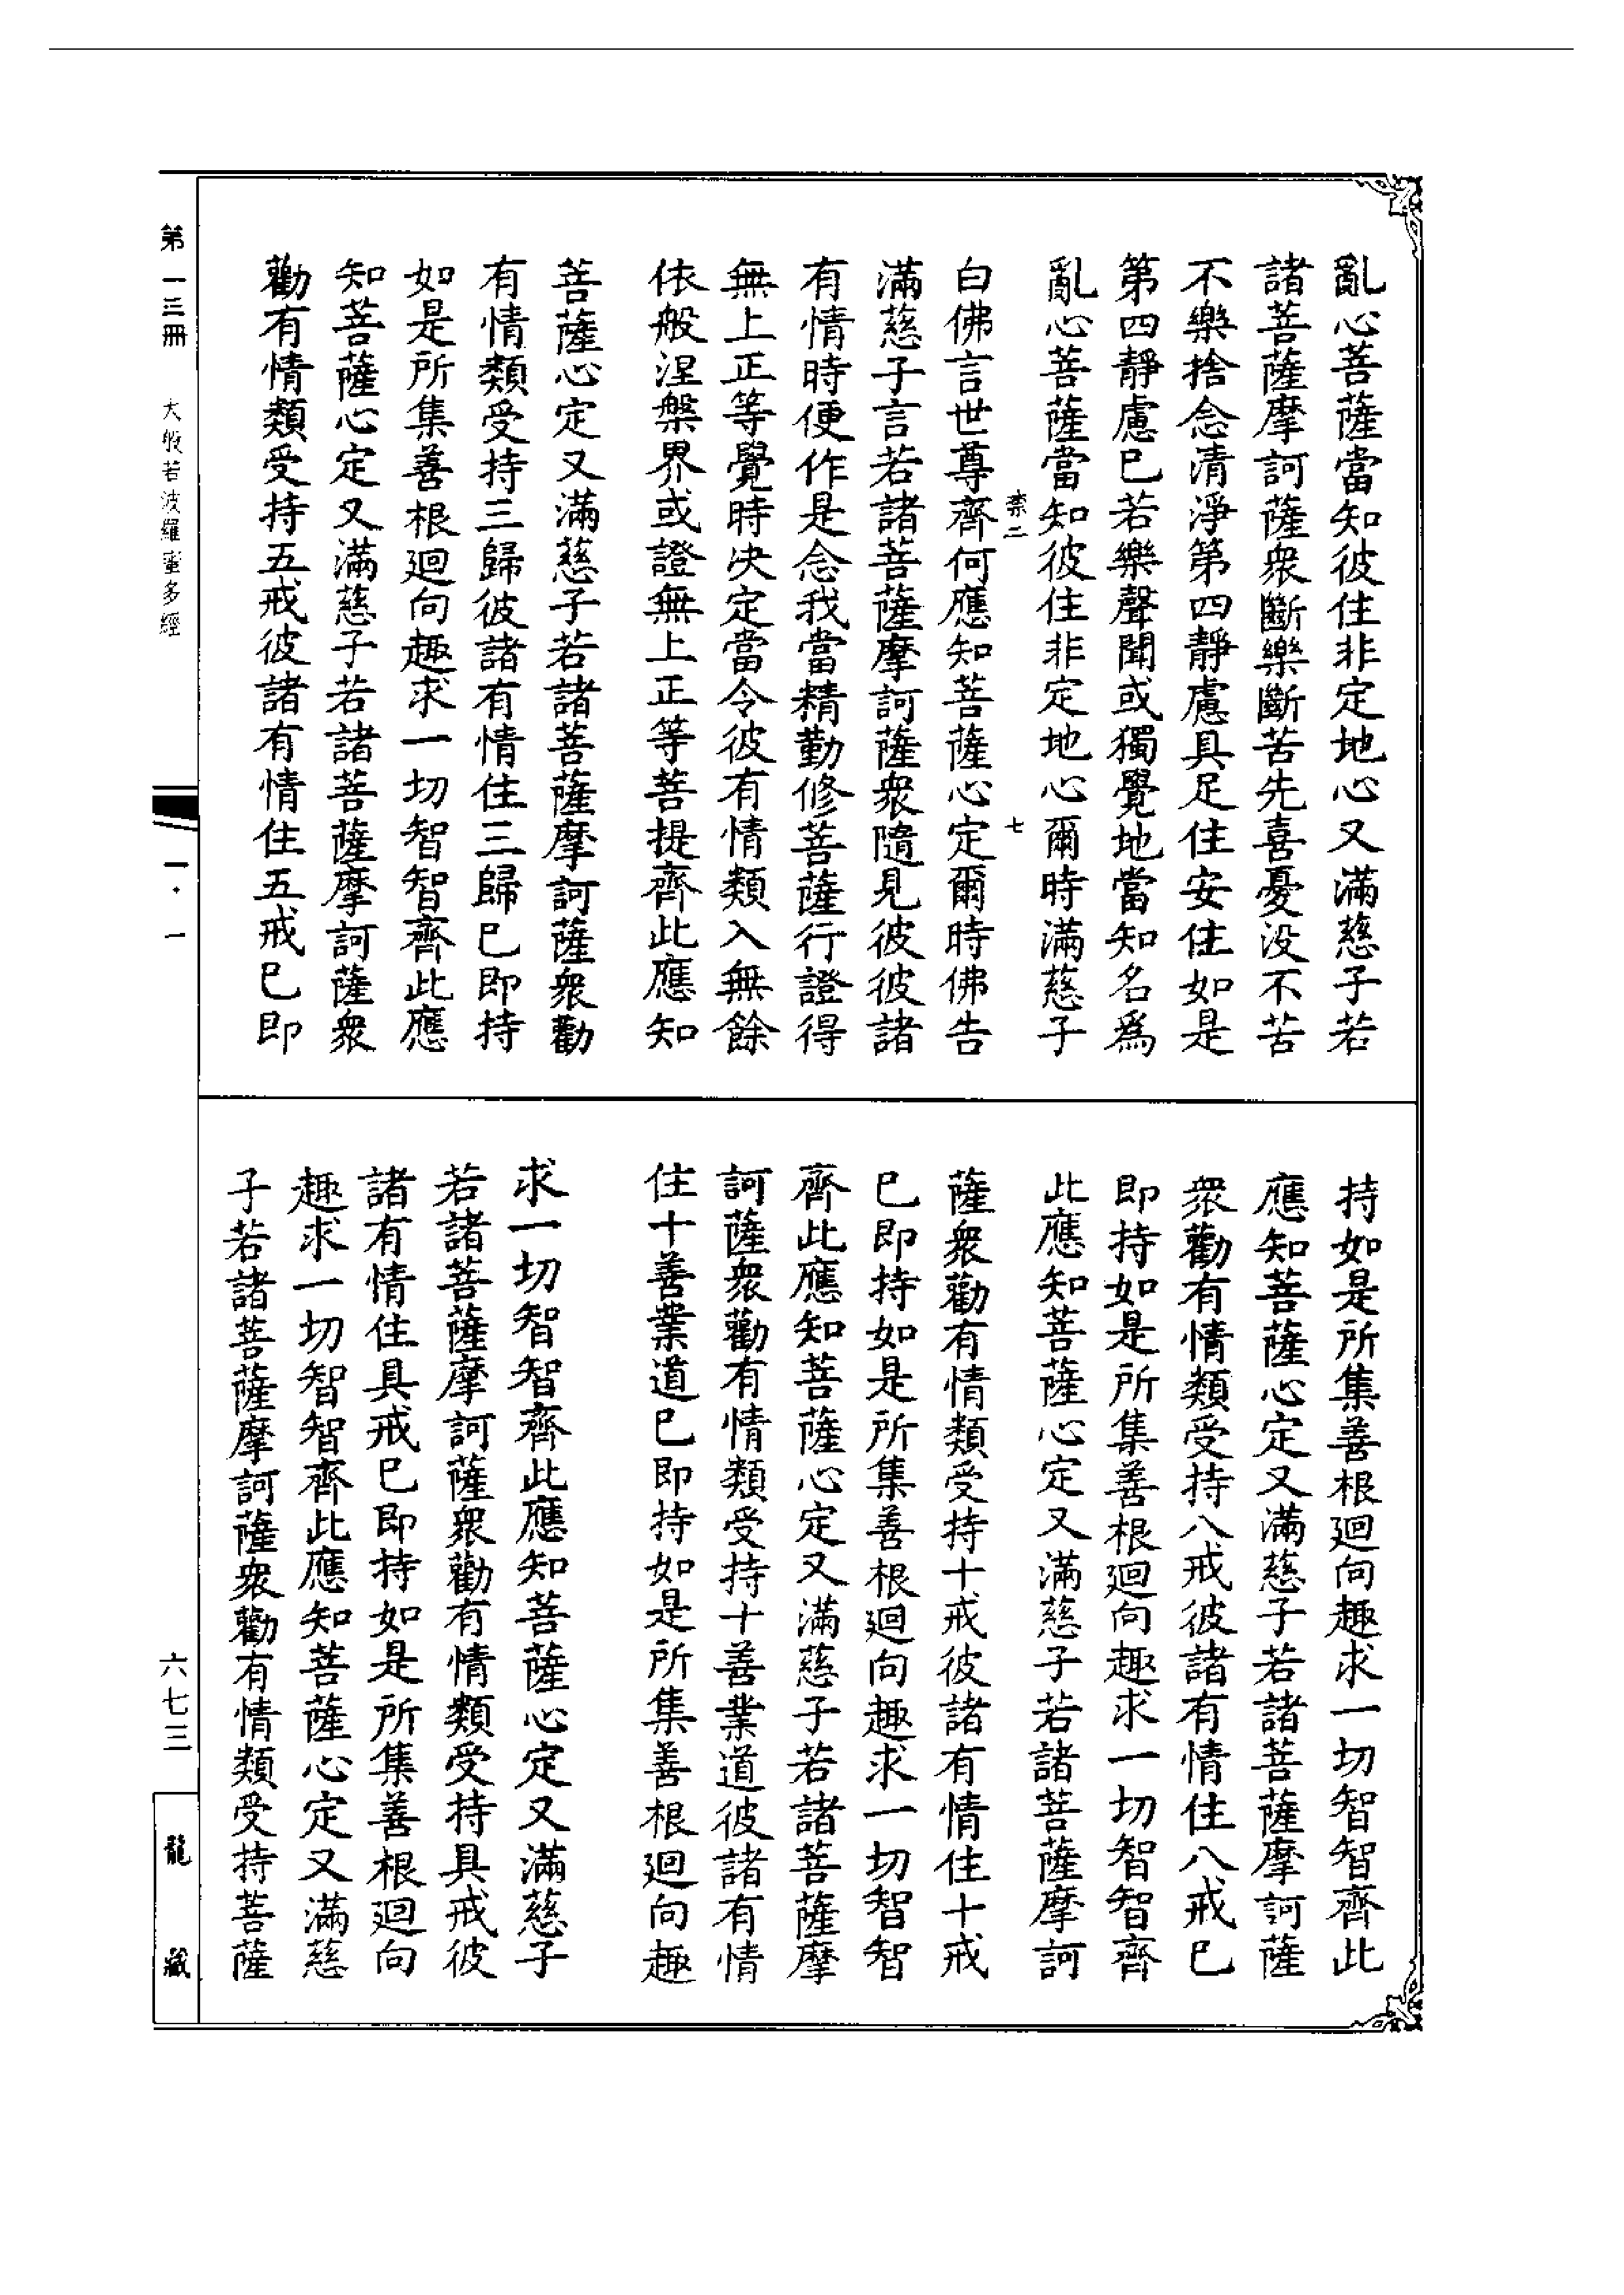 亂心菩薩當知彼住非定地心又滿慈子若
諸菩薩摩訶薩衆斷樂斷苦先喜憂没不苦
不樂捨念清淨第四靜慮具足住安住如是
第四靜慮已若樂聲聞或獨覺地當知名爲
亂心菩薩當知彼住非定地心爾時滿慈子
柰二 七
白佛言世尊齊何應知菩薩心定爾時佛告
滿慈子言若諸菩薩摩訶薩衆隨見彼彼諸
有情時便作是念我當精勤修菩薩行證得
無上正等覺時決定當令彼有情類入無餘
依般涅槃界或證無上正等菩提齊此應知
菩薩心定又滿慈子若諸菩薩摩訶薩衆勸
有情類受持三歸彼諸有情住三歸已即持
如是所集善根迴向趣求一切智智齊此應
知菩薩心定又滿慈子若諸菩薩摩訶薩衆
勸有情類受持五戒彼諸有情住五戒已即
持如是所集善根迴向趣求一切智智齊此
應知菩薩心定又滿慈子若諸菩薩摩訶薩
衆勸有情類受持八戒彼諸有情住八戒已
即持如是所集善根迴向趣求一切智智齊
此應知菩薩心定又滿慈子若諸菩薩摩訶
薩衆勸有情類受持十戒彼諸有情住十戒
已即持如是所集善根迴向趣求一切智智
齊此應知菩薩心定又滿慈子若諸菩薩摩
訶薩衆勸有情類受持十善業道彼諸有情
住十善業道已即持如是所集善根迴向趣
求一切智智齊此應知菩薩心定又滿慈子
若諸菩薩摩訶薩衆勸有情類受持具戒彼
諸有情住具戒已即持如是所集善根迴向
趣求一切智智齊此應知菩薩心定又滿慈
子若諸菩薩摩訶薩衆勸有情類受持菩薩
第一三冊 大般若波羅蜜多經
一·一
六七三
龍藏